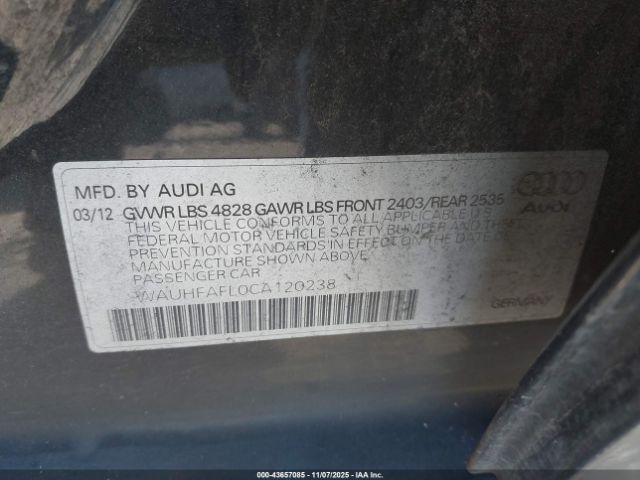 MFD. BY AUDI AG
03/12 GVWR LBS 4828 GAWR LBS FRONT 2403/REAR 2535
THIS VEHICLE CONFORMS TO ALL APPLICABLE U.S.
FEDERAL MOTOR VEHICLE SAFETY BUMPER AND THEFT
PREVENTION STANDARDS IN EFFECT ON THE DATE OF
MANUFACTURE SHOWN ABOVE.
PASSENGER CAR
WAUHFAFL0CA120238
Audi
GERMANY
000-43657085 - 11/07/2025 - IAAI.COM